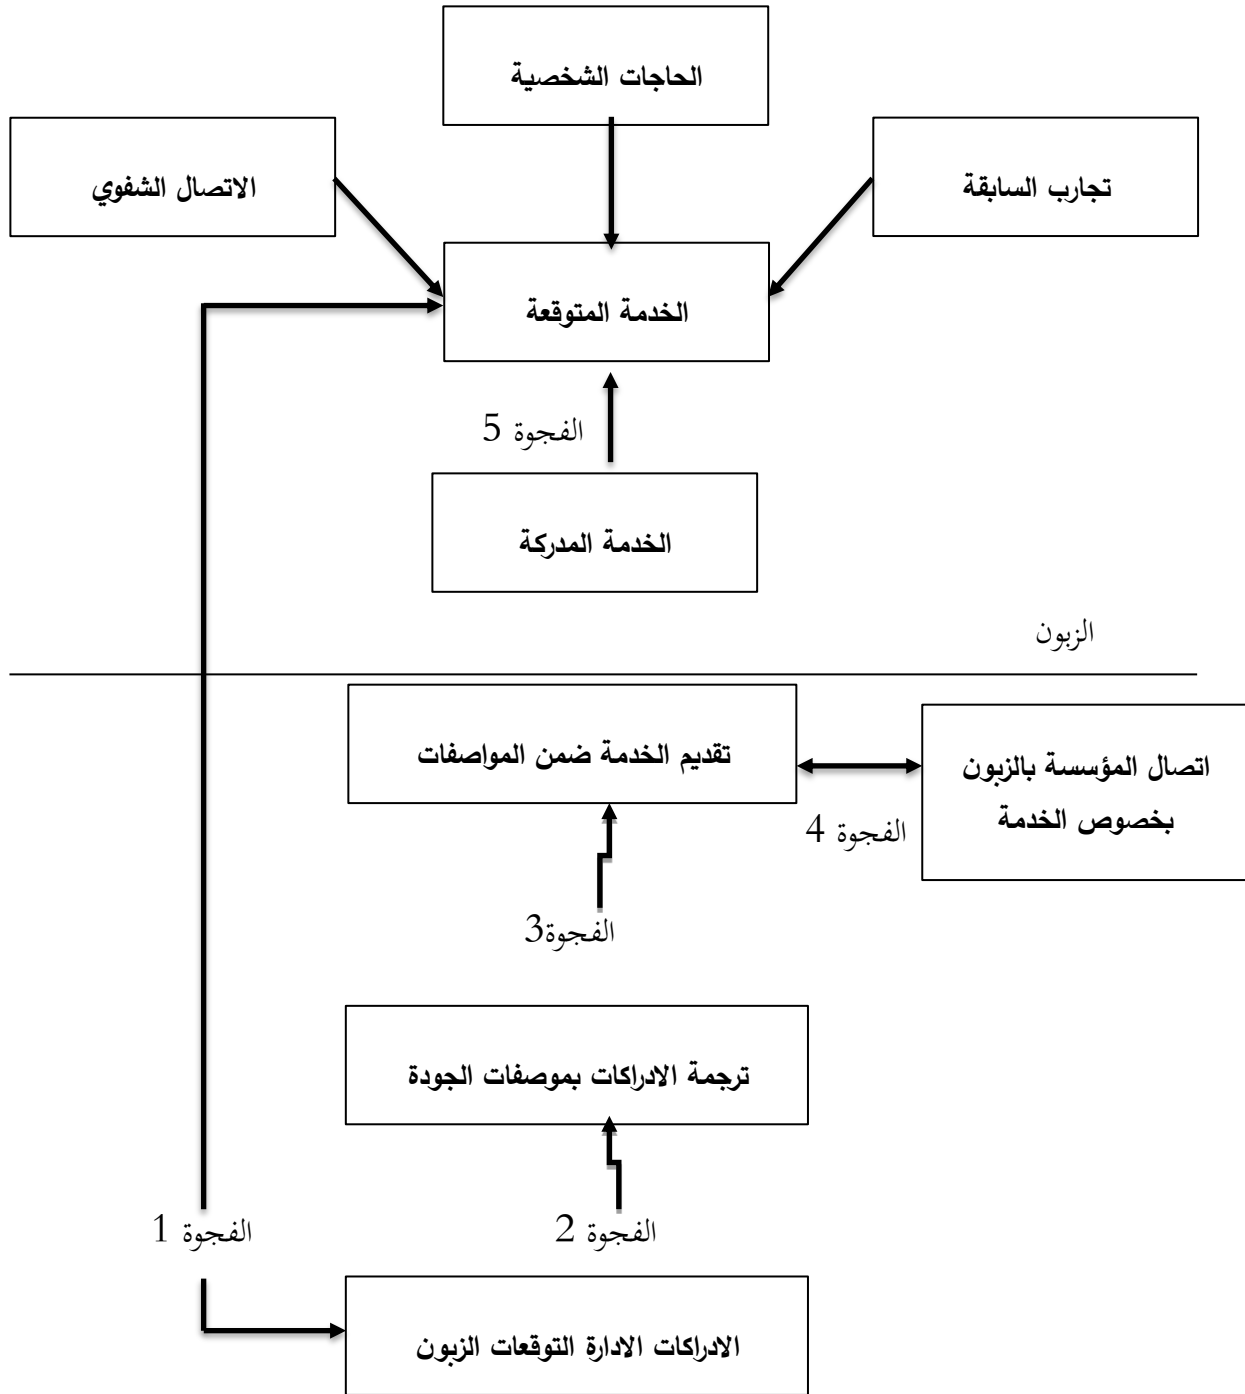 الحاجات الشخصية
تجارب السابقة
الاتصال الشفوي
الخدمة المتوقعة
الفجوة 5
الخدمة المدركة
الزبون
تقديم الخدمة ضمن المواصفات
اتصال المؤسسة بالزبون
بخصوص الخدمة
الفجوة 4
الفجوة3
ترجمة الادراكات بموصفات الجودة
الفجوة 2
الفجوة 1
الادراكات الادارة التوقعات الزبون